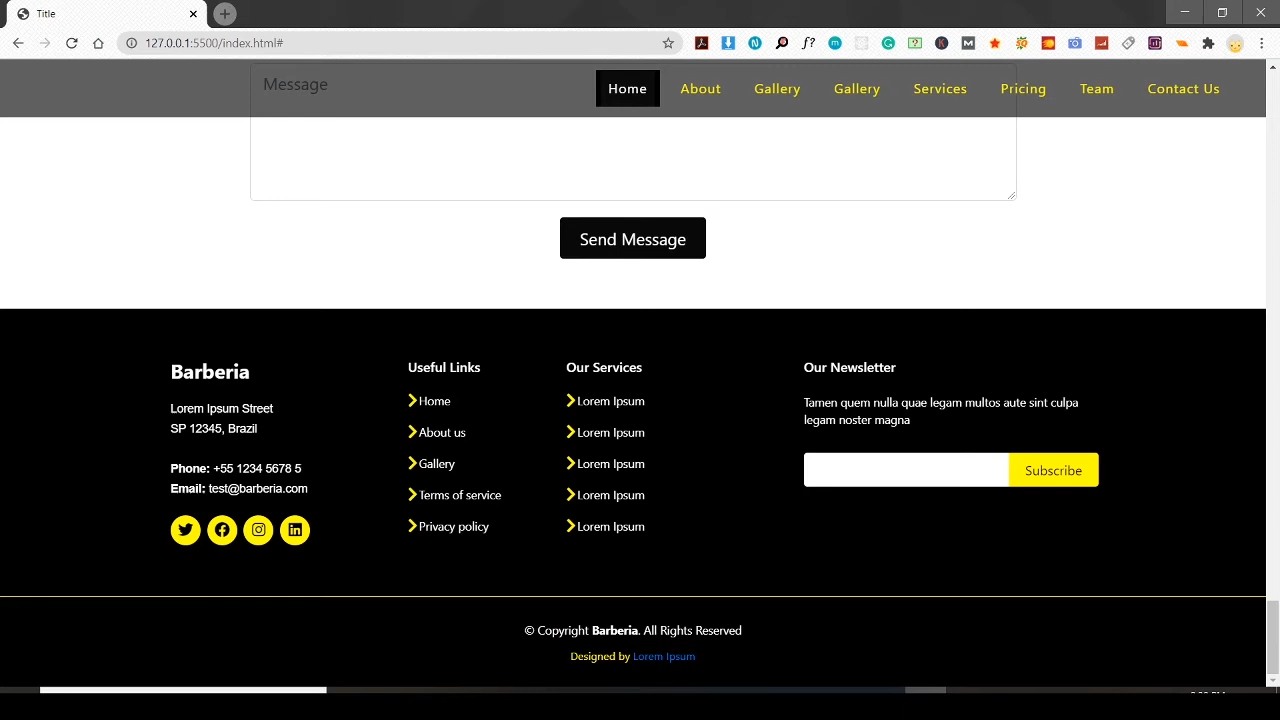 Title
127.0.0.1:5500/index.html#
Home About Gallery Gallery Services Pricing Team Contact Us
Message
Send Message
Barberia
Lorem Ipsum Street
SP 12345, Brazil
Phone: +55 1234 5678 5
Email: test@barberia.com
Useful Links
Home
About us
Gallery
Terms of service
Privacy policy
Our Services
Lorem Ipsum
Lorem Ipsum
Lorem Ipsum
Lorem Ipsum
Lorem Ipsum
Our Newsletter
Tamen quem nulla quae legam multos aute sint culpa
legam noster magna
Subscribe
© Copyright Barberia. All Rights Reserved
Designed by Lorem Ipsum